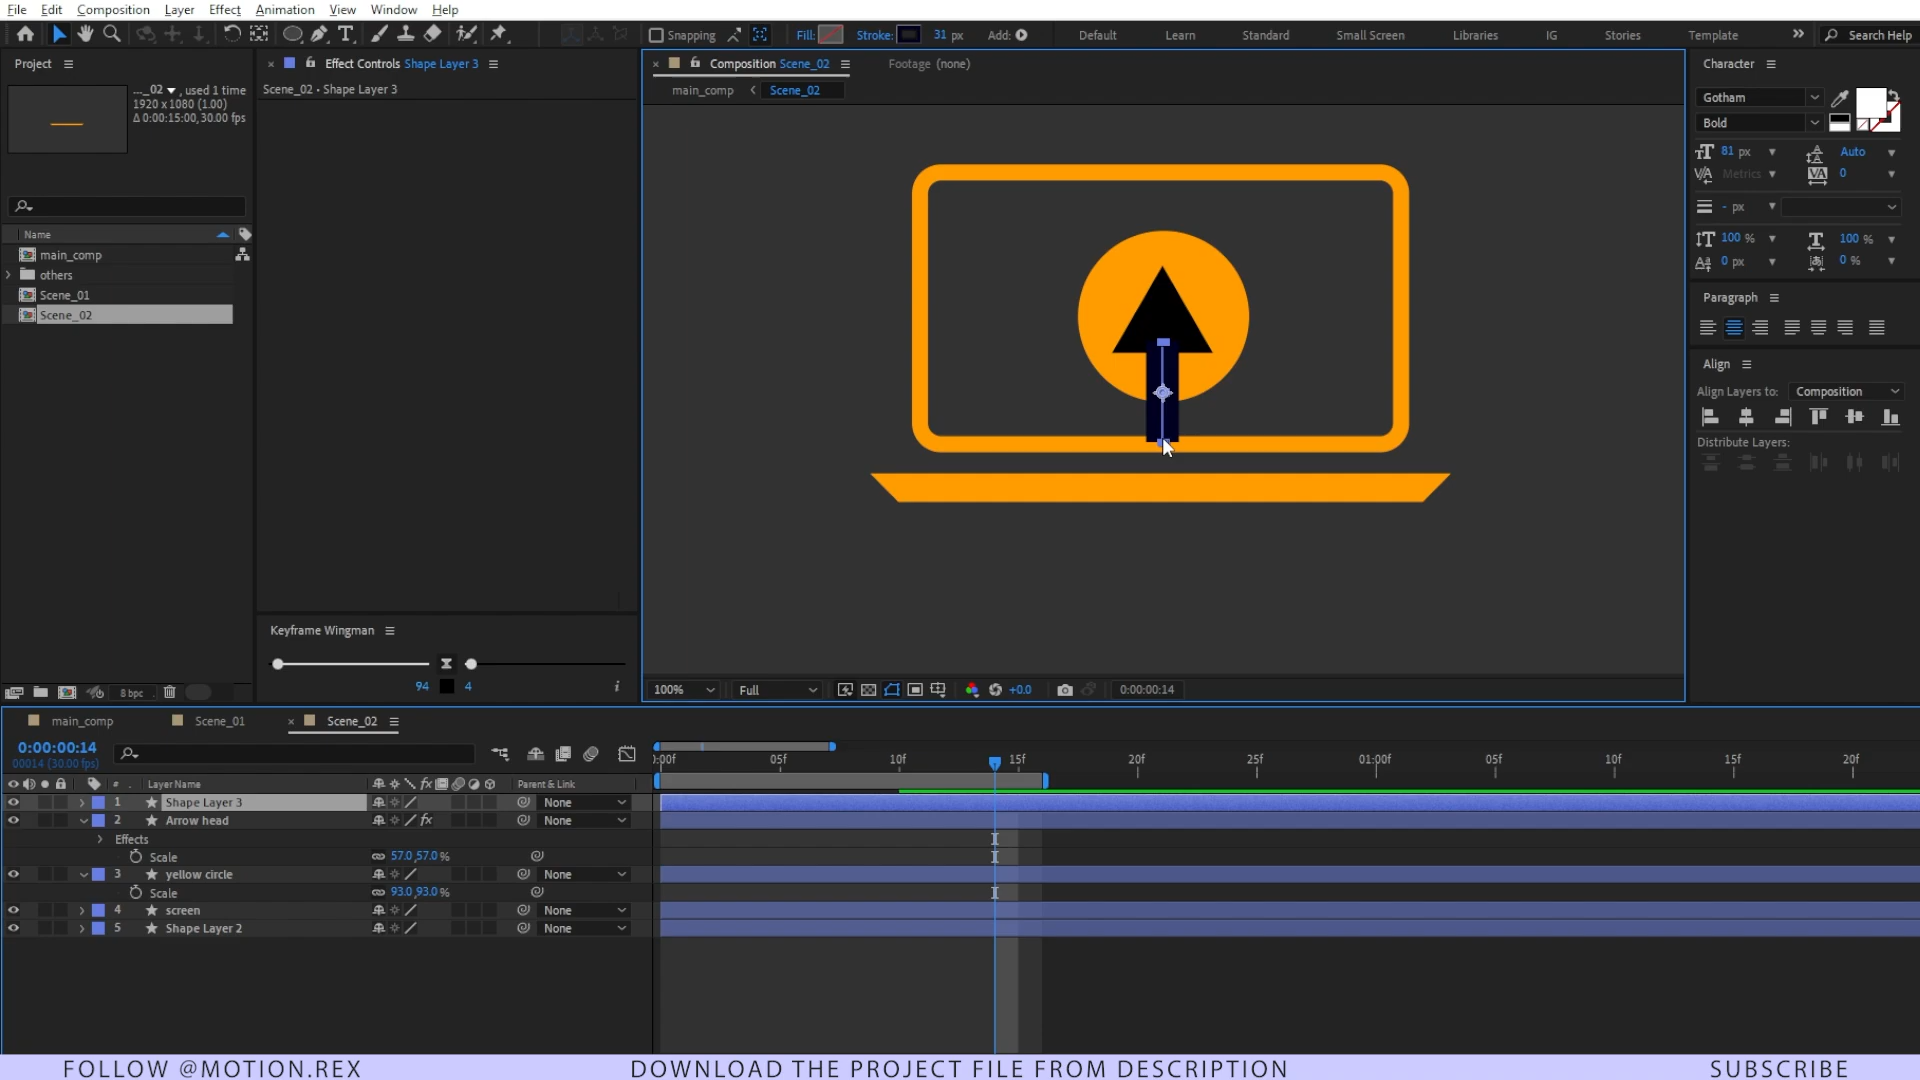 File Edit Composition Layer Effect Animation View Window Help
Snapping Fill: Stroke: 31 px Add: Default Learn Standard Small Screen Libraries IG Stories Template Search Help
Project
..._02 , used 1 time
1920 x 1080 (1.00)
Δ 0:00:15:00, 30.00 fps
Name
main_comp
others
Scene_01
Scene_02
8 bpc
Effect Controls Shape Layer 3
Scene_02 • Shape Layer 3
Keyframe Wingman
94 4 i
Composition Scene_02 Footage (none)
main_comp Scene_02
100% Full +0.0 0:00:00:14
Character
Gotham
Bold
81 px Auto
Metrics 0
- px
100 % 100 %
0 px 0 %
Paragraph
Align
Align Layers to: Composition
Distribute Layers:
main_comp Scene_01 Scene_02
0:00:00:14
00014 (30.00 fps)
# Layer Name Parent & Link
:00f 05f 10f 15f 20f 25f 01:00f 05f 10f 15f 20f
1 Shape Layer 3 None
2 Arrow head fx None
Effects
Scale 57.0,57.0 %
3 yellow circle None
Scale 93.0,93.0 %
4 screen None
5 Shape Layer 2 None
FOLLOW @MOTION.REX DOWNLOAD THE PROJECT FILE FROM DESCRIPTION SUBSCRIBE